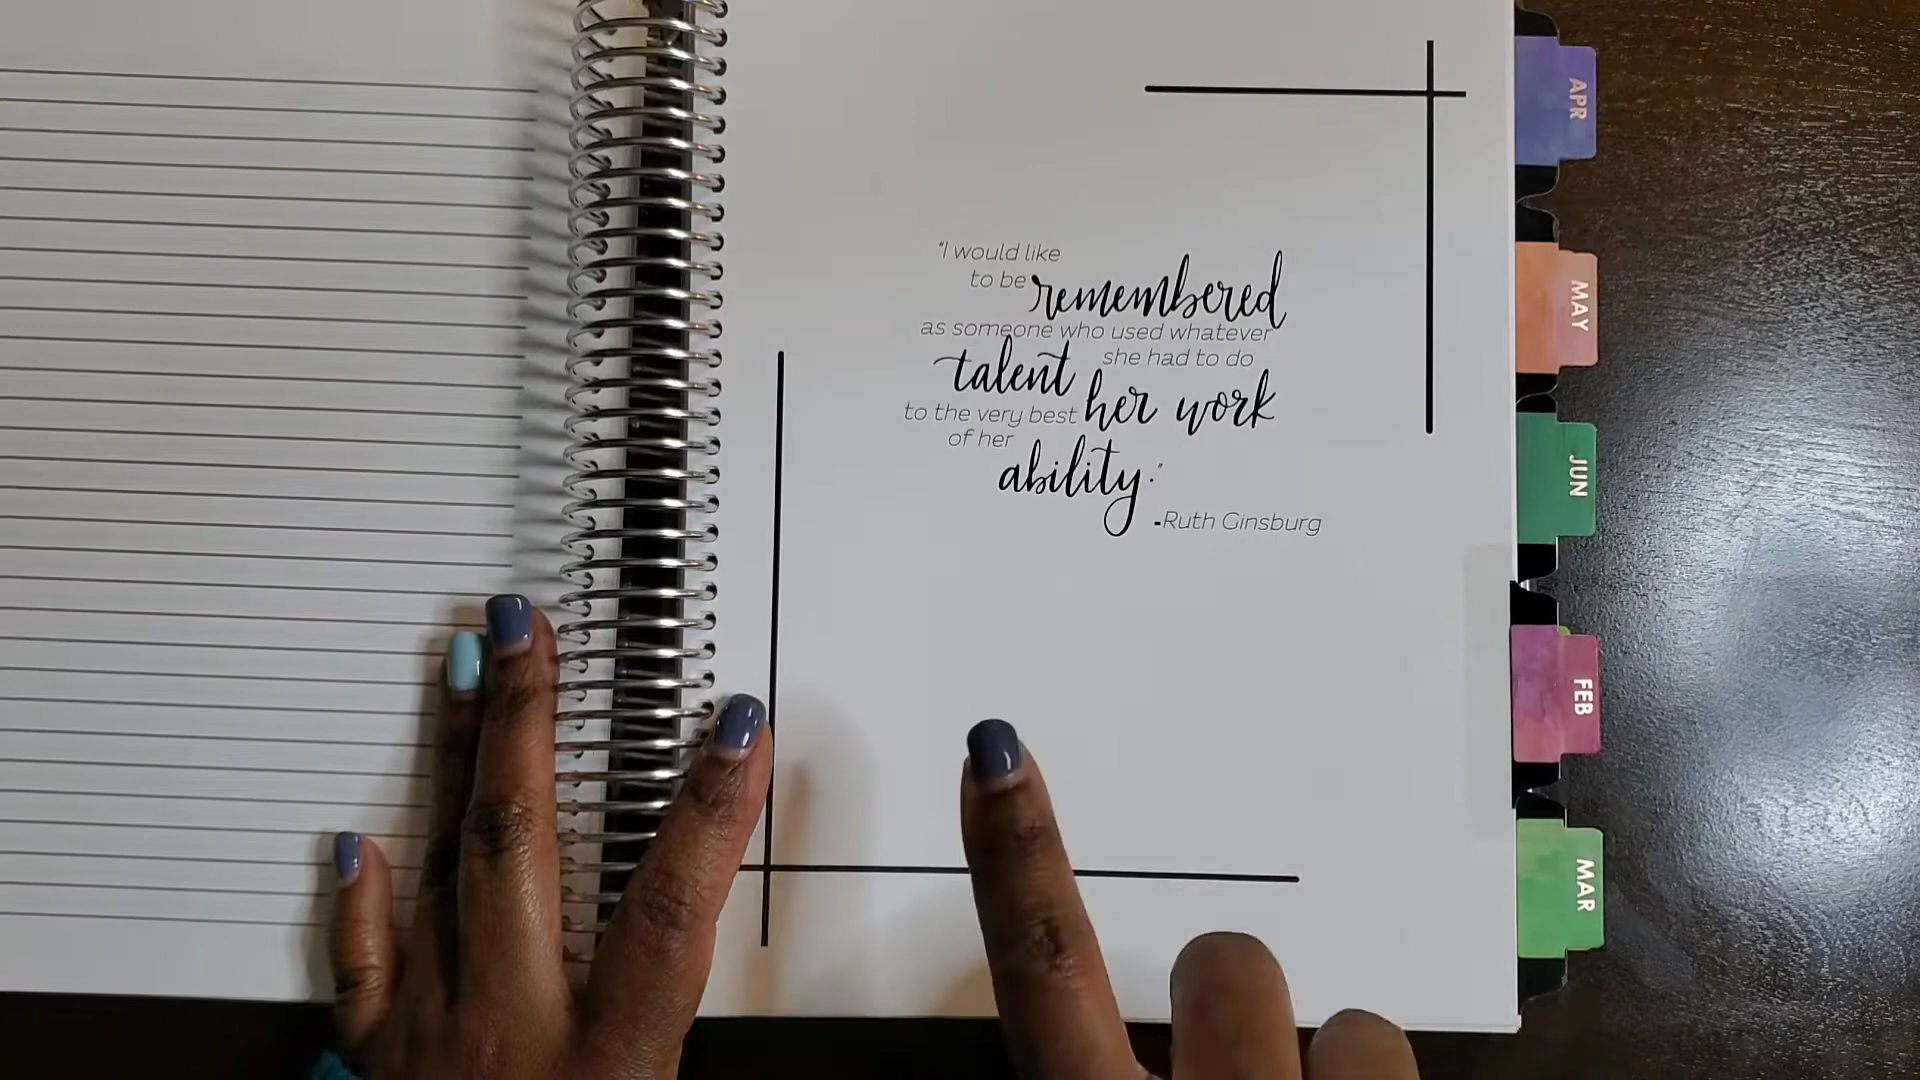 "I would like
to be remembered
as someone who used whatever
talent she had to do
to the very best her work
of her
ability."
-Ruth Ginsburg
APR
MAY
JUN
FEB
MAR